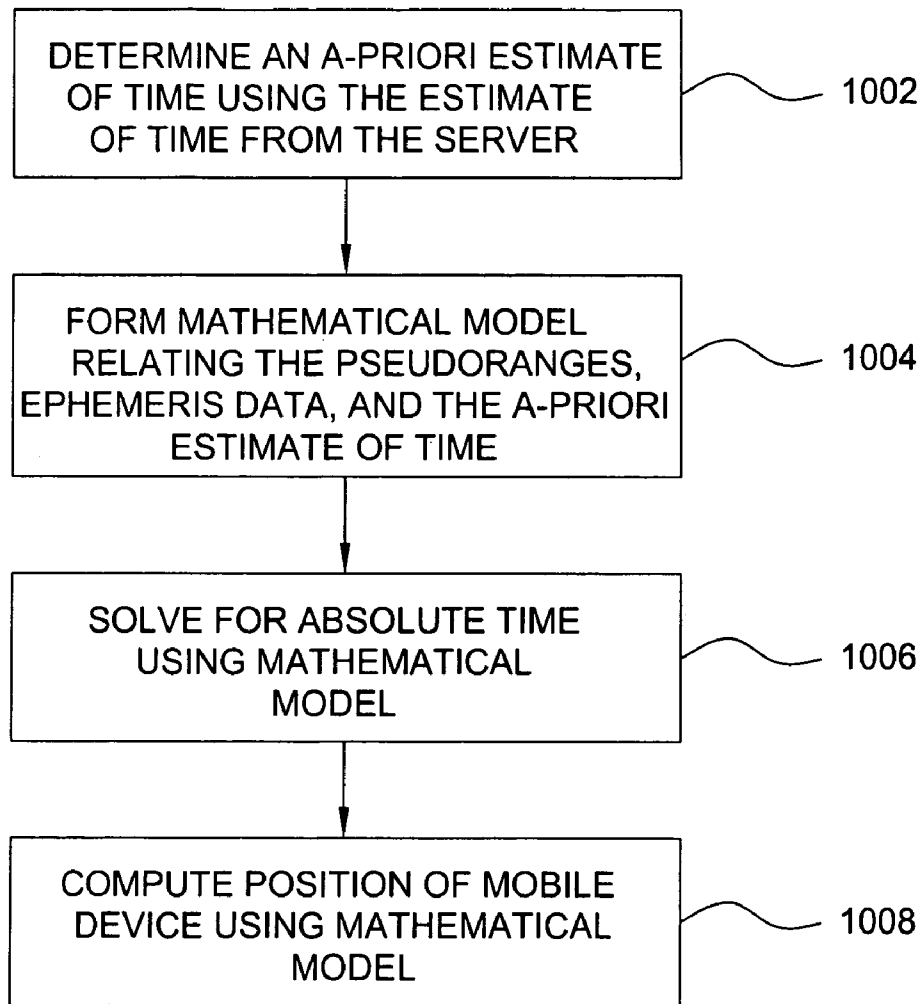 DETERMINE AN A-PRIORI ESTIMATE
OF TIME USING THE ESTIMATE
OF TIME FROM THE SERVER
1002
FORM MATHEMATICAL MODEL
RELATING THE PSEUDORANGES,
EPHEMERIS DATA, AND THE A-PRIORI
ESTIMATE OF TIME
1004
SOLVE FOR ABSOLUTE TIME
USING MATHEMATICAL
MODEL
1006
COMPUTE POSITION OF MOBILE
DEVICE USING MATHEMATICAL
MODEL
1008